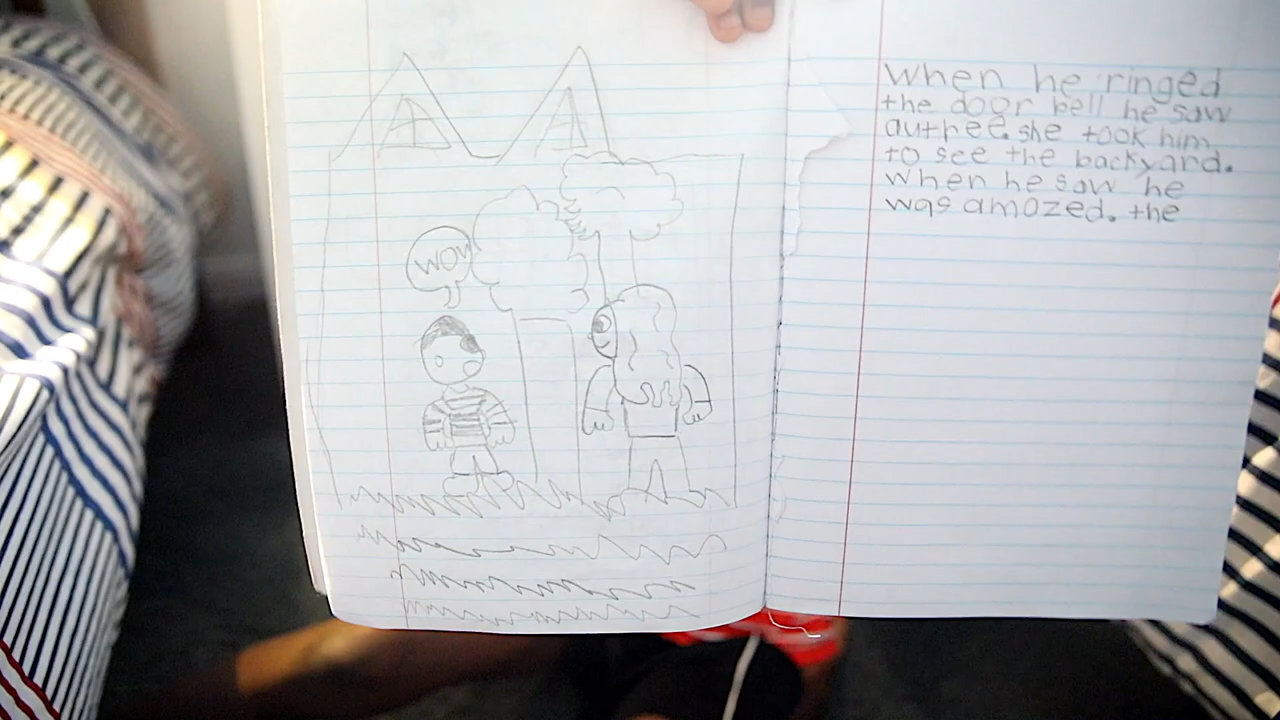 WOW
When he ringed
the door bell he saw
autree. she took him
to see the backyard.
when he saw he
was amazed. the